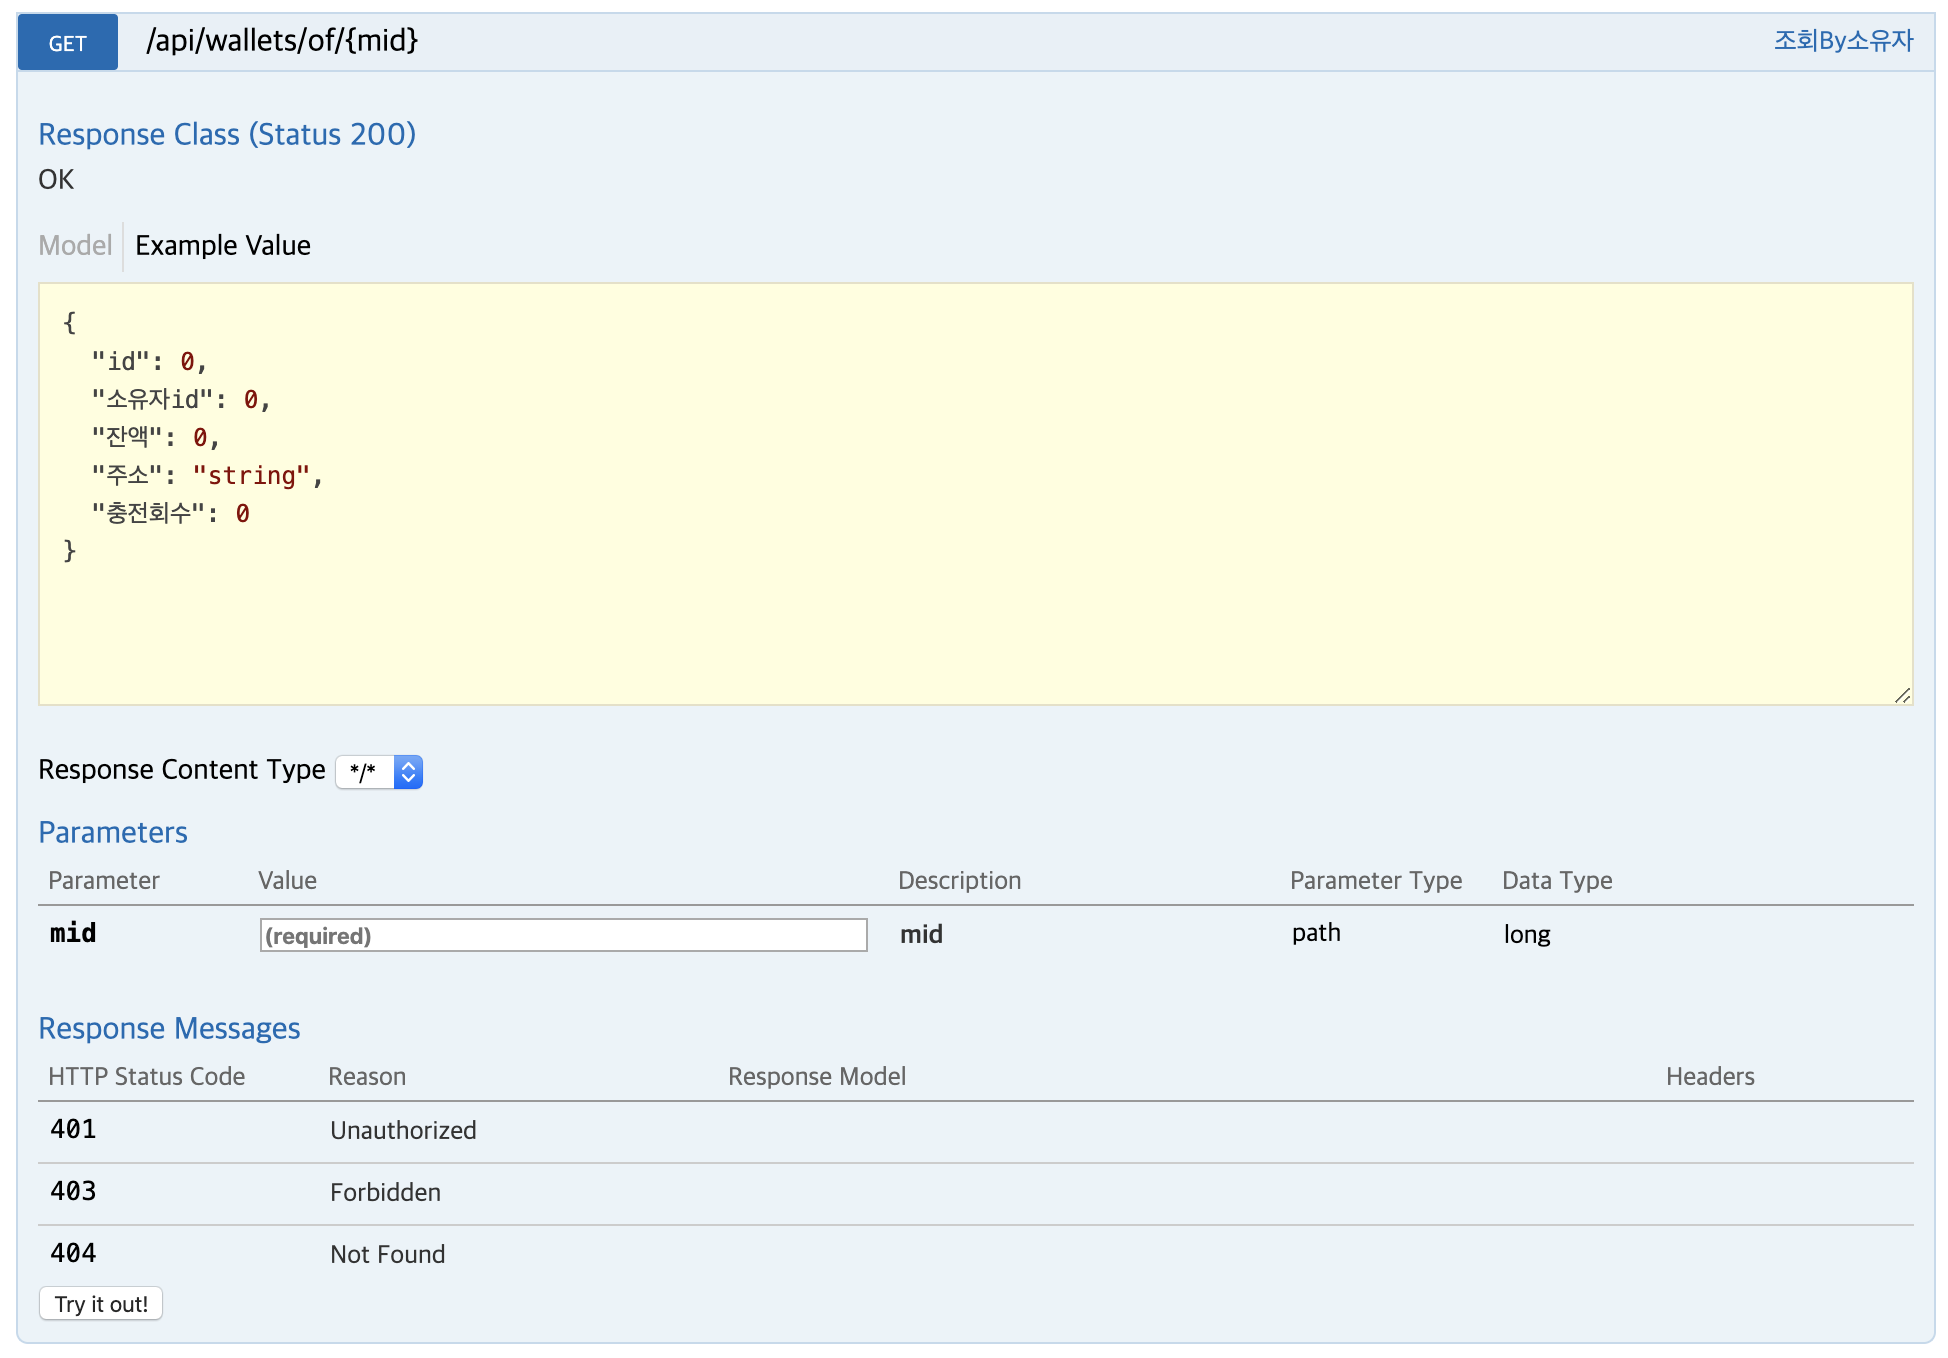 GET /api/wallets/of/{mid} 조회By소유자
Response Class (Status 200)
OK
Model Example Value
{
"id": 0,
"소유자id": 0,
"잔액": 0,
"주소": "string",
"충전회수": 0
}
Response Content Type */*
Parameters
Parameter Value Description Parameter Type Data Type
mid (required) mid path long
Response Messages
HTTP Status Code Reason Response Model Headers
401 Unauthorized
403 Forbidden
404 Not Found
Try it out!